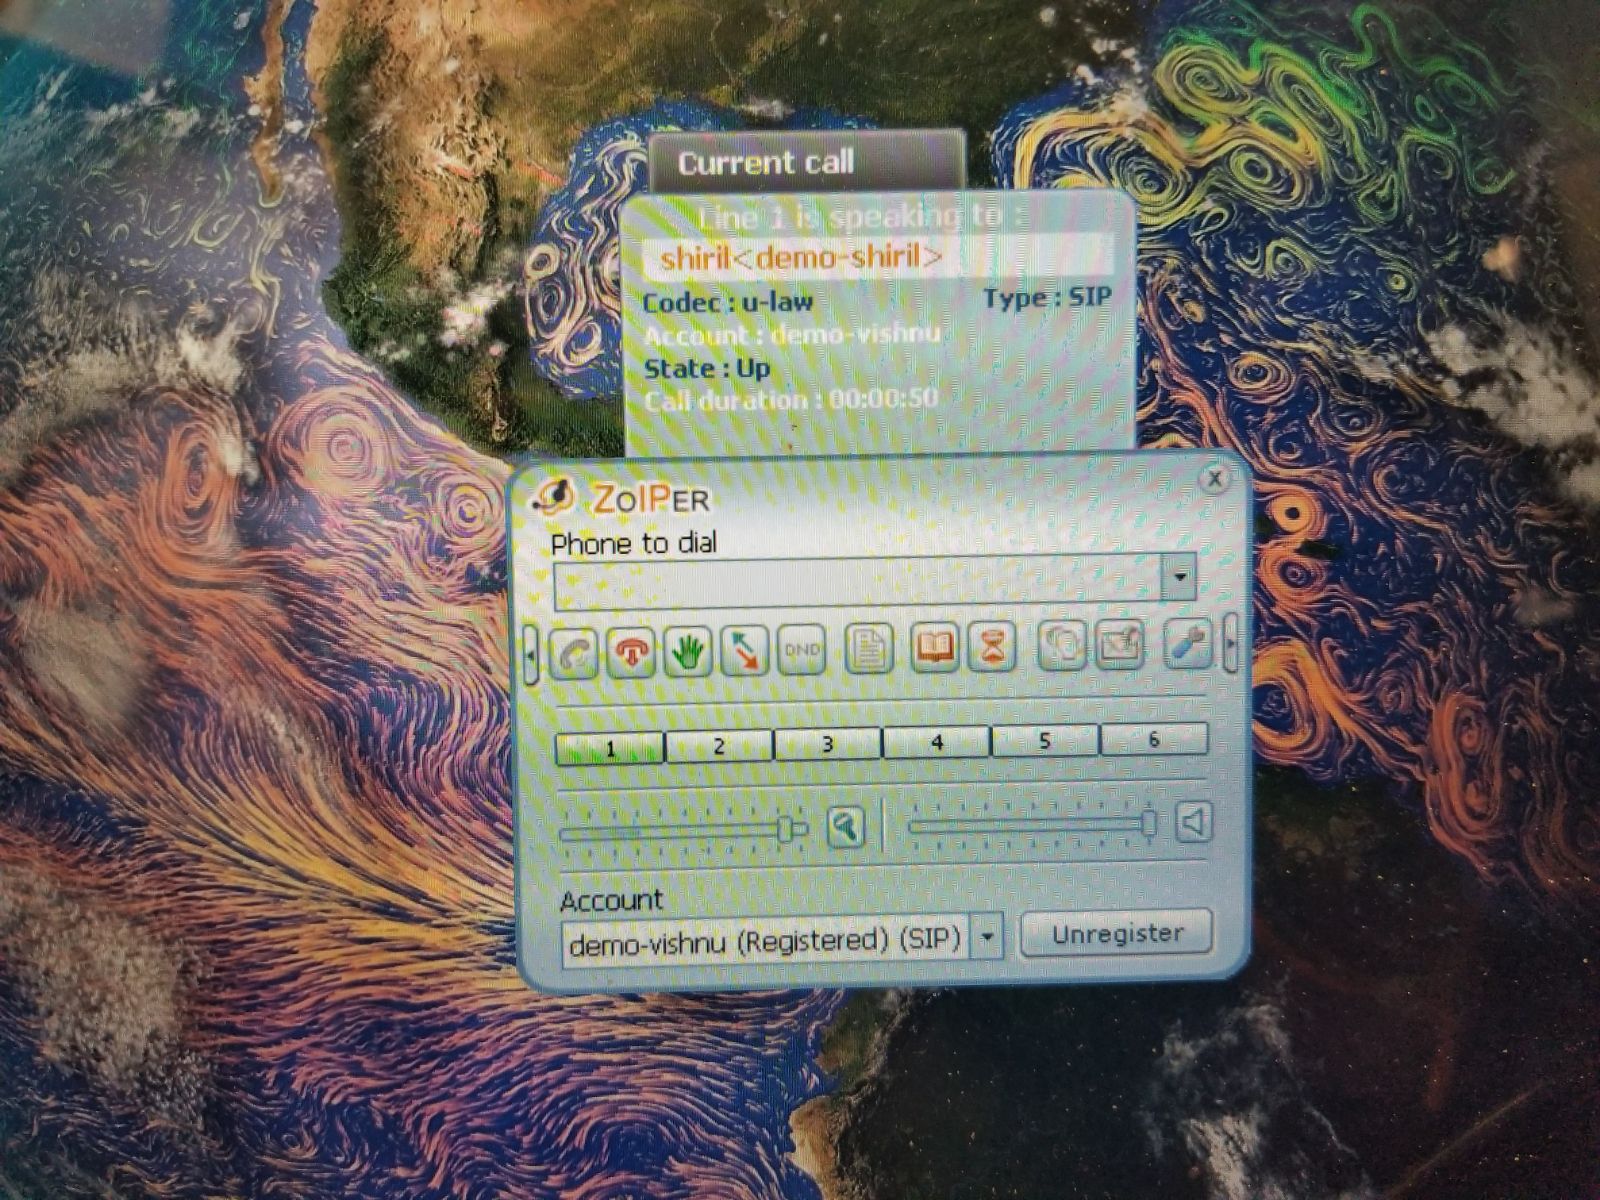 Current call
Line 1 is speaking to :
shiril<demo-shiril>
Codec : u-law Type : SIP
Account : demo-vishnu
State : Up
Call duration : 00:00:50
ZoIPer
Phone to dial
DND
1 2 3 4 5 6
Account
demo-vishnu (Registered) (SIP) Unregister